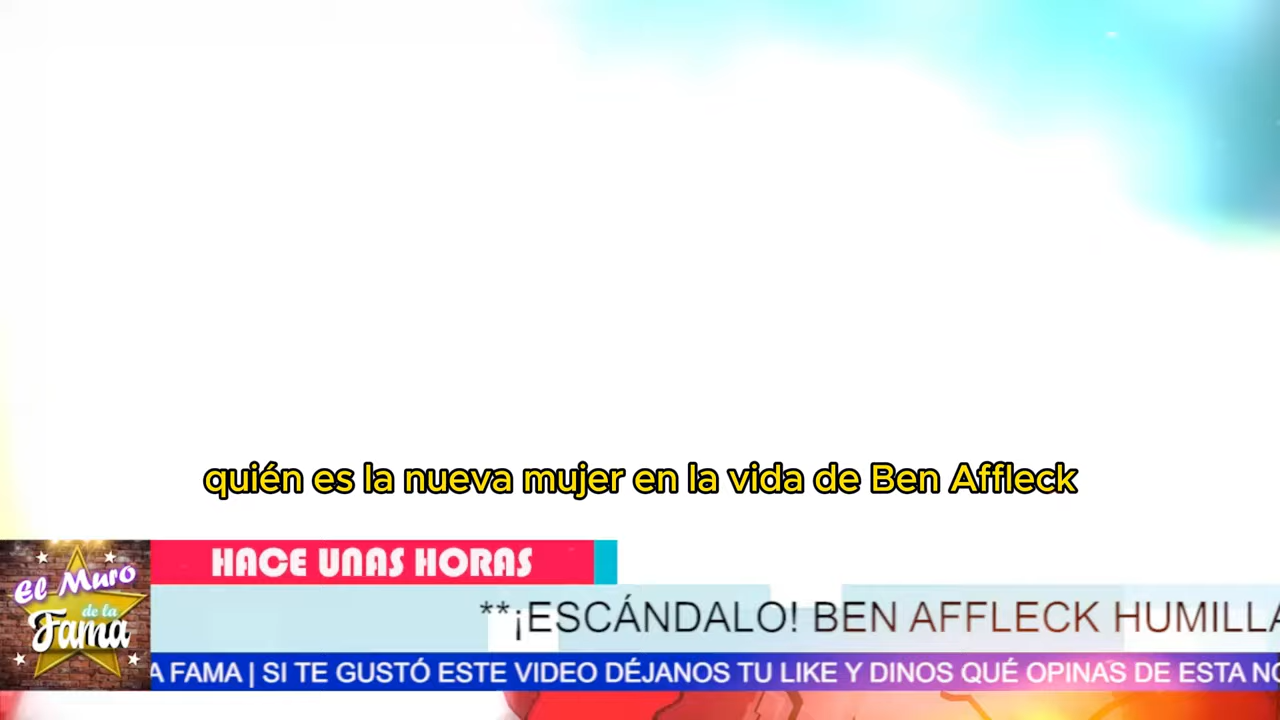 quién es la nueva mujer en la vida de Ben Affleck
HACE UNAS HORAS
El Muro
de la
Fama
**¡ESCÁNDALO! BEN AFFLECK HUMILLA
A FAMA | SI TE GUSTÓ ESTE VIDEO DÉJANOS TU LIKE Y DINOS QUÉ OPINAS DE ESTA NO